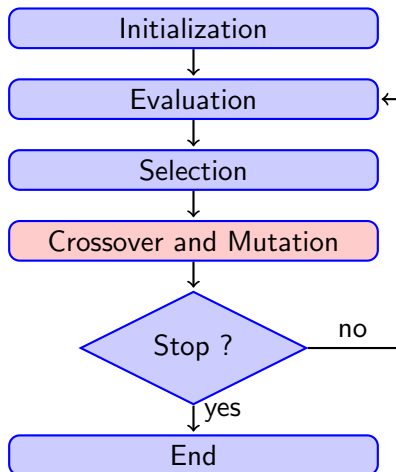 Initialization
Evaluation
Selection
Crossover and Mutation
Stop ?
no
yes
End